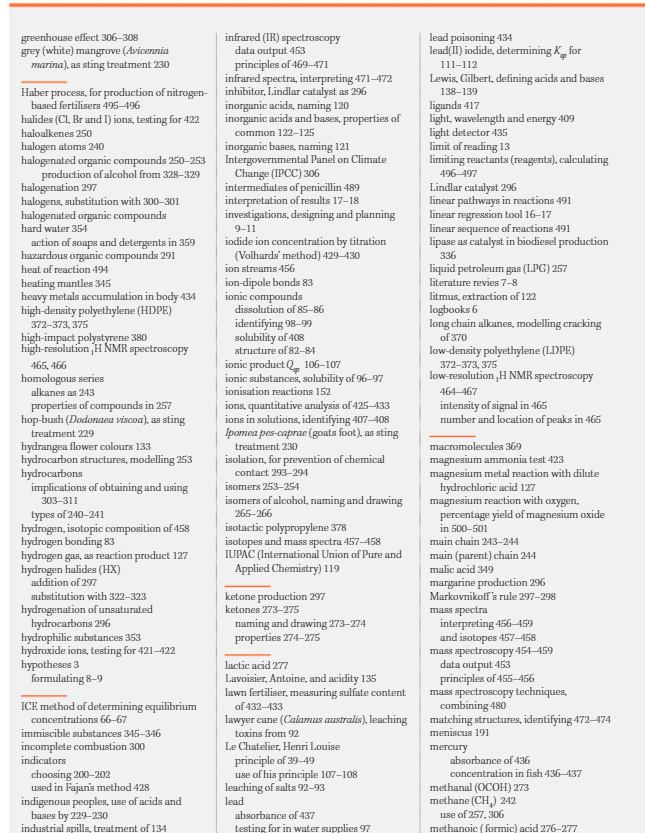 greenhouse effect 306–308
grey (white) mangrove (Avicennia
marina), as sting treatment 230
Haber process, for production of nitrogen-
based fertilisers 495–496
halides (Cl, Br and I) ions, testing for 422
haloalkenes 250
halogen atoms 240
halogenated organic compounds 250–253
production of alcohol from 328–329
halogenation 297
halogens, substitution with 300–301
halogenated organic compounds
hard water 354
action of soaps and detergents in 359
hazardous organic compounds 291
heat of reaction 494
heating mantles 345
heavy metals accumulation in body 434
high-density polyethylene (HDPE)
372–373, 375
high-impact polystyrene 380
high-resolution ₁H NMR spectroscopy
465, 466
homologous series
alkanes as 243
properties of compounds in 257
hop-bush (Dodonaea viscoa), as sting
treatment 229
hydrangea flower colours 133
hydrocarbon structures, modelling 253
hydrocarbons
implications of obtaining and using
303–311
types of 240–241
hydrogen, isotopic composition of 458
hydrogen bonding 83
hydrogen gas, as reaction product 127
hydrogen halides (HX)
addition of 297
substitution with 322–323
hydrogenation of unsaturated
hydrocarbons 296
hydrophilic substances 353
hydroxide ions, testing for 421–422
hypotheses 3
formulating 8–9
ICE method of determining equilibrium
concentrations 66–67
immiscible substances 345–346
incomplete combustion 300
indicators
choosing 200–202
used in Fajan's method 428
indigenous peoples, use of acids and
bases by 229–230
industrial spills, treatment of 134
infrared (IR) spectroscopy
data output 453
principles of 469–471
infrared spectra, interpreting 471–472
inhibitor, Lindlar catalyst as 296
inorganic acids, naming 120
inorganic acids and bases, properties of
common 122–125
inorganic bases, naming 121
Intergovernmental Panel on Climate
Change (IPCC) 306
intermediates of penicillin 489
interpretation of results 17–18
investigations, designing and planning
9–11
iodide ion concentration by titration
(Volhards' method) 429–430
ion streams 456
ion-dipole bonds 83
ionic compounds
dissolution of 85–86
identifying 98–99
solubility of 408
structure of 82–84
ionic product Qsp 106–107
ionic substances, solubility of 96–97
ionisation reactions 152
ions, quantitative analysis of 425–433
ions in solutions, identifying 407–408
Ipomea pes-caprae (goats foot), as sting
treatment 230
isolation, for prevention of chemical
contact 293–294
isomers 253–254
isomers of alcohol, naming and drawing
265–266
isotactic polypropylene 378
isotopes and mass spectra 457–458
IUPAC (International Union of Pure and
Applied Chemistry) 119
ketone production 297
ketones 273–275
naming and drawing 273–274
properties 274–275
lactic acid 277
Lavoisier, Antoine, and acidity 135
lawn fertiliser, measuring sulfate content
of 432–433
lawyer cane (Calamus australis), leaching
toxins from 92
Le Chatelier, Henri Louise
principle of 39–49
use of his principle 107–108
leaching of salts 92–93
lead
absorbance of 437
testing for in water supplies 97
lead poisoning 434
lead(II) iodide, determining Ksp for
111–112
Lewis, Gilbert, defining acids and bases
138–139
ligands 417
light, wavelength and energy 409
light detector 435
limit of reading 13
limiting reactants (reagents), calculating
496–497
Lindlar catalyst 296
linear pathways in reactions 491
linear regression tool 16–17
linear sequence of reactions 491
lipase as catalyst in biodiesel production
336
liquid petroleum gas (LPG) 257
literature revies 7–8
litmus, extraction of 122
logbooks 6
long chain alkanes, modelling cracking
of 370
low-density polyethylene (LDPE)
372–373, 375
low-resolution ₁H NMR spectroscopy
464–467
intensity of signal in 465
number and location of peaks in 465
macromolecules 369
magnesium ammonia test 423
magnesium metal reaction with dilute
hydrochloric acid 127
magnesium reaction with oxygen,
percentage yield of magnesium oxide
in 500–501
main chain 243–244
main (parent) chain 244
malic acid 349
margarine production 296
Markovnikoff's rule 297–298
mass spectra
interpreting 456–459
and isotopes 457–458
mass spectroscopy 454–459
data output 453
principles of 455–456
mass spectroscopy techniques,
combining 480
matching structures, identifying 472–474
meniscus 191
mercury
absorbance of 436
concentration in fish 436–437
methanal (OCOH) 273
methane (CH₄) 242
use of 257, 306
methanoic (formic) acid 276–277